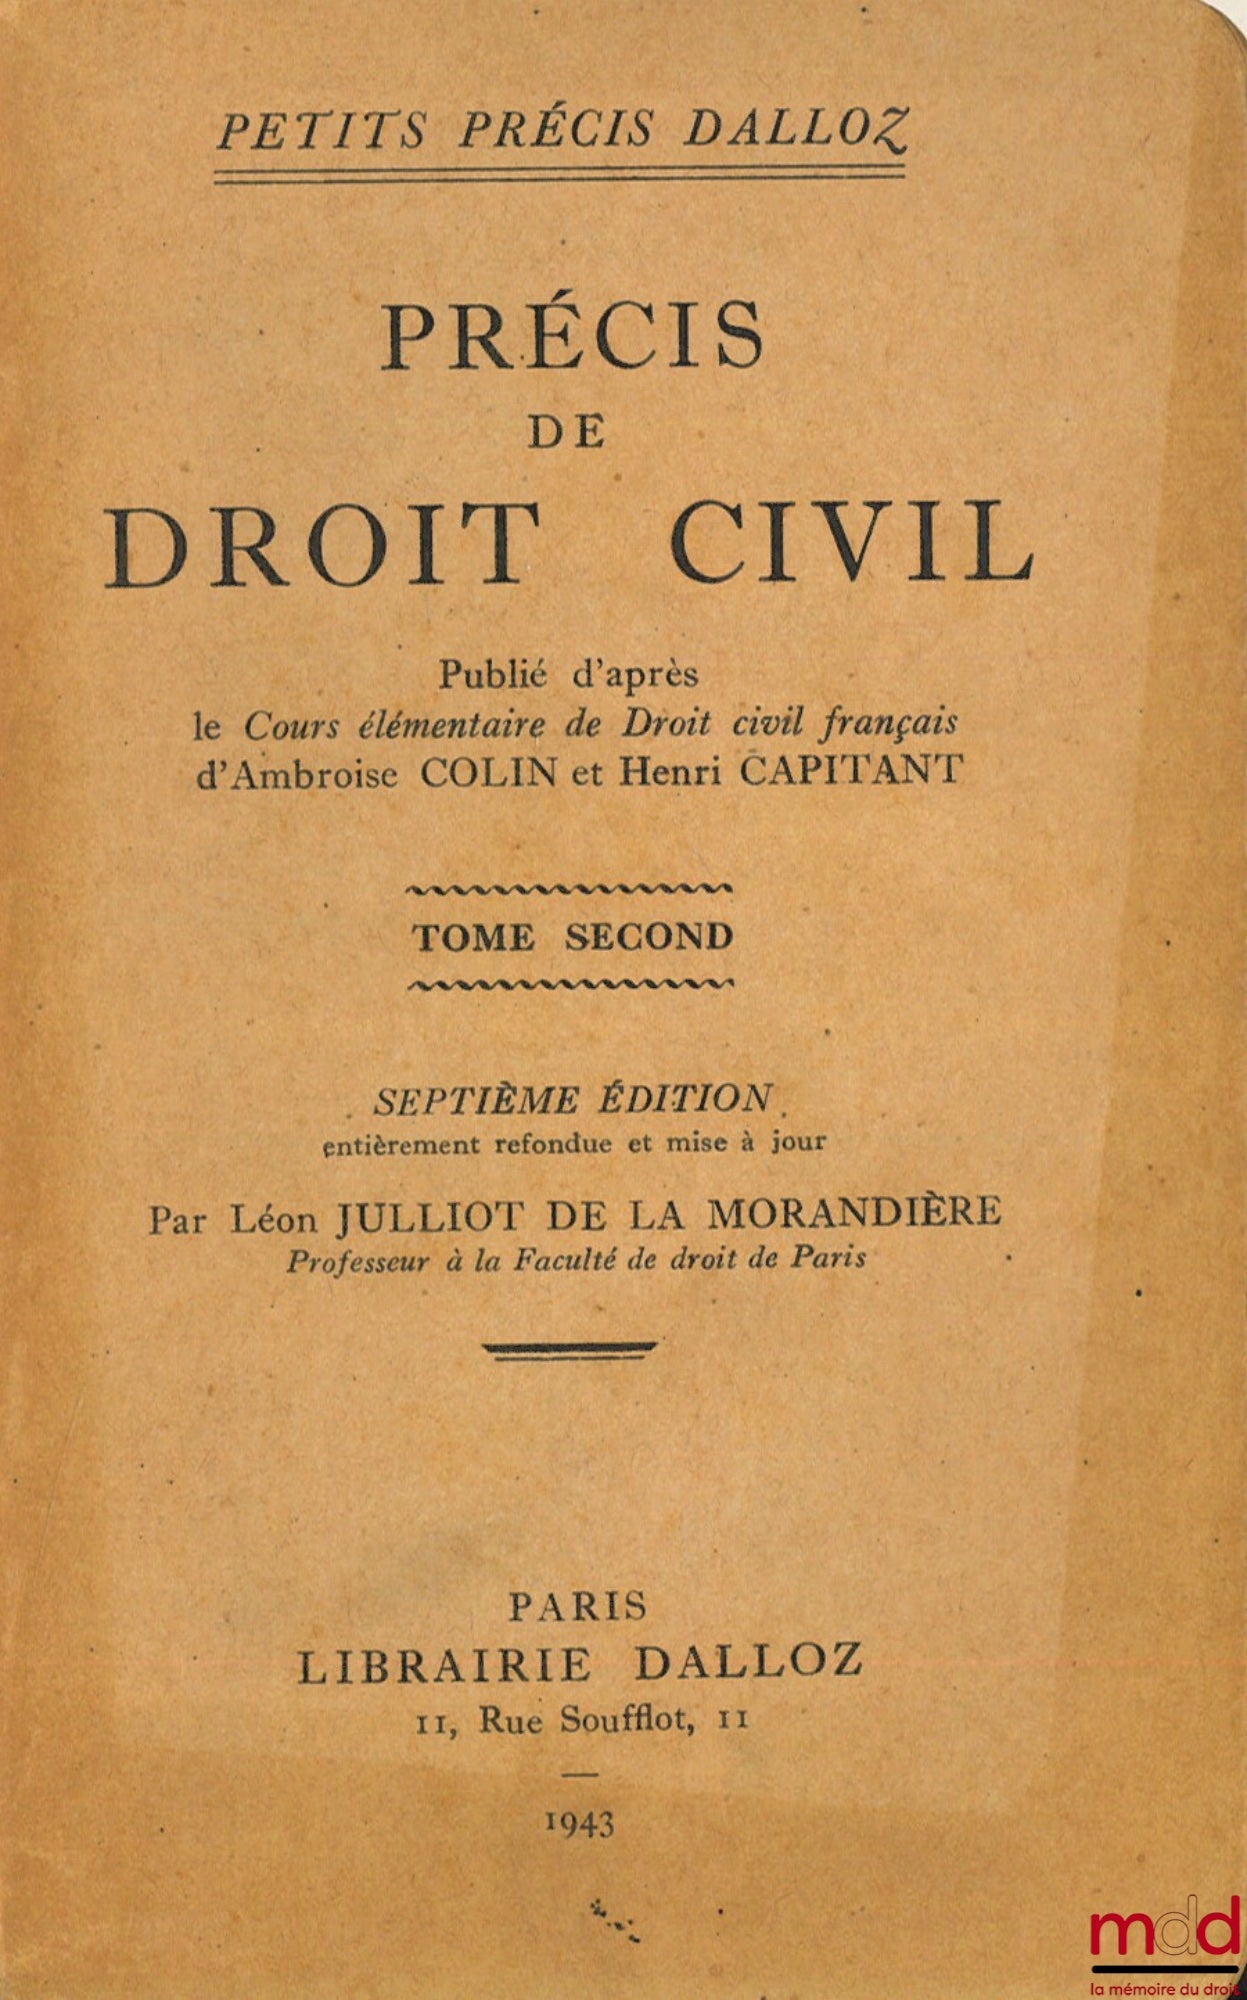 PETITS PRÉCIS DALLOZ
PRÉCIS
DE
DROIT CIVIL
Publié d'après
le Cours élémentaire de Droit civil français
d'Ambroise COLIN et Henri CAPITANT
TOME SECOND
SEPTIÈME ÉDITION
entièrement refondue et mise à jour
Par Léon JULLIOT DE LA MORANDIÈRE
Professeur à la Faculté de droit de Paris
PARIS
LIBRAIRIE DALLOZ
11, Rue Soufflot, 11
1943
mdd
la mémoire du droit